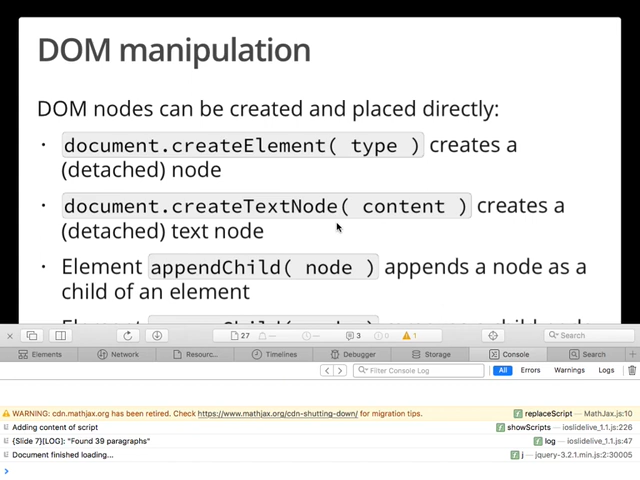 DOM manipulation
DOM nodes can be created and placed directly:
· document.createElement( type ) creates a
(detached) node
· document.createTextNode( content ) creates a
(detached) text node
· Element appendChild( node ) appends a node as a
child of an element
27 — — 3 0 1
Search
Elements Network Resourc... Timelines Debugger Storage Console Search
Filter Console Log All Errors Warnings Logs
WARNING: cdn.mathjax.org has been retired. Check https://www.mathjax.org/cdn-shutting-down/ for migration tips. f replaceScript — MathJax.js:10
Adding content of script f showScripts — ioslidelive_1.1.js:226
{Slide 7}[LOG]: "Found 39 paragraphs" f log — ioslidelive_1.1.js:47
Document finished loading... f j — jquery-3.2.1.min.js:2:30005